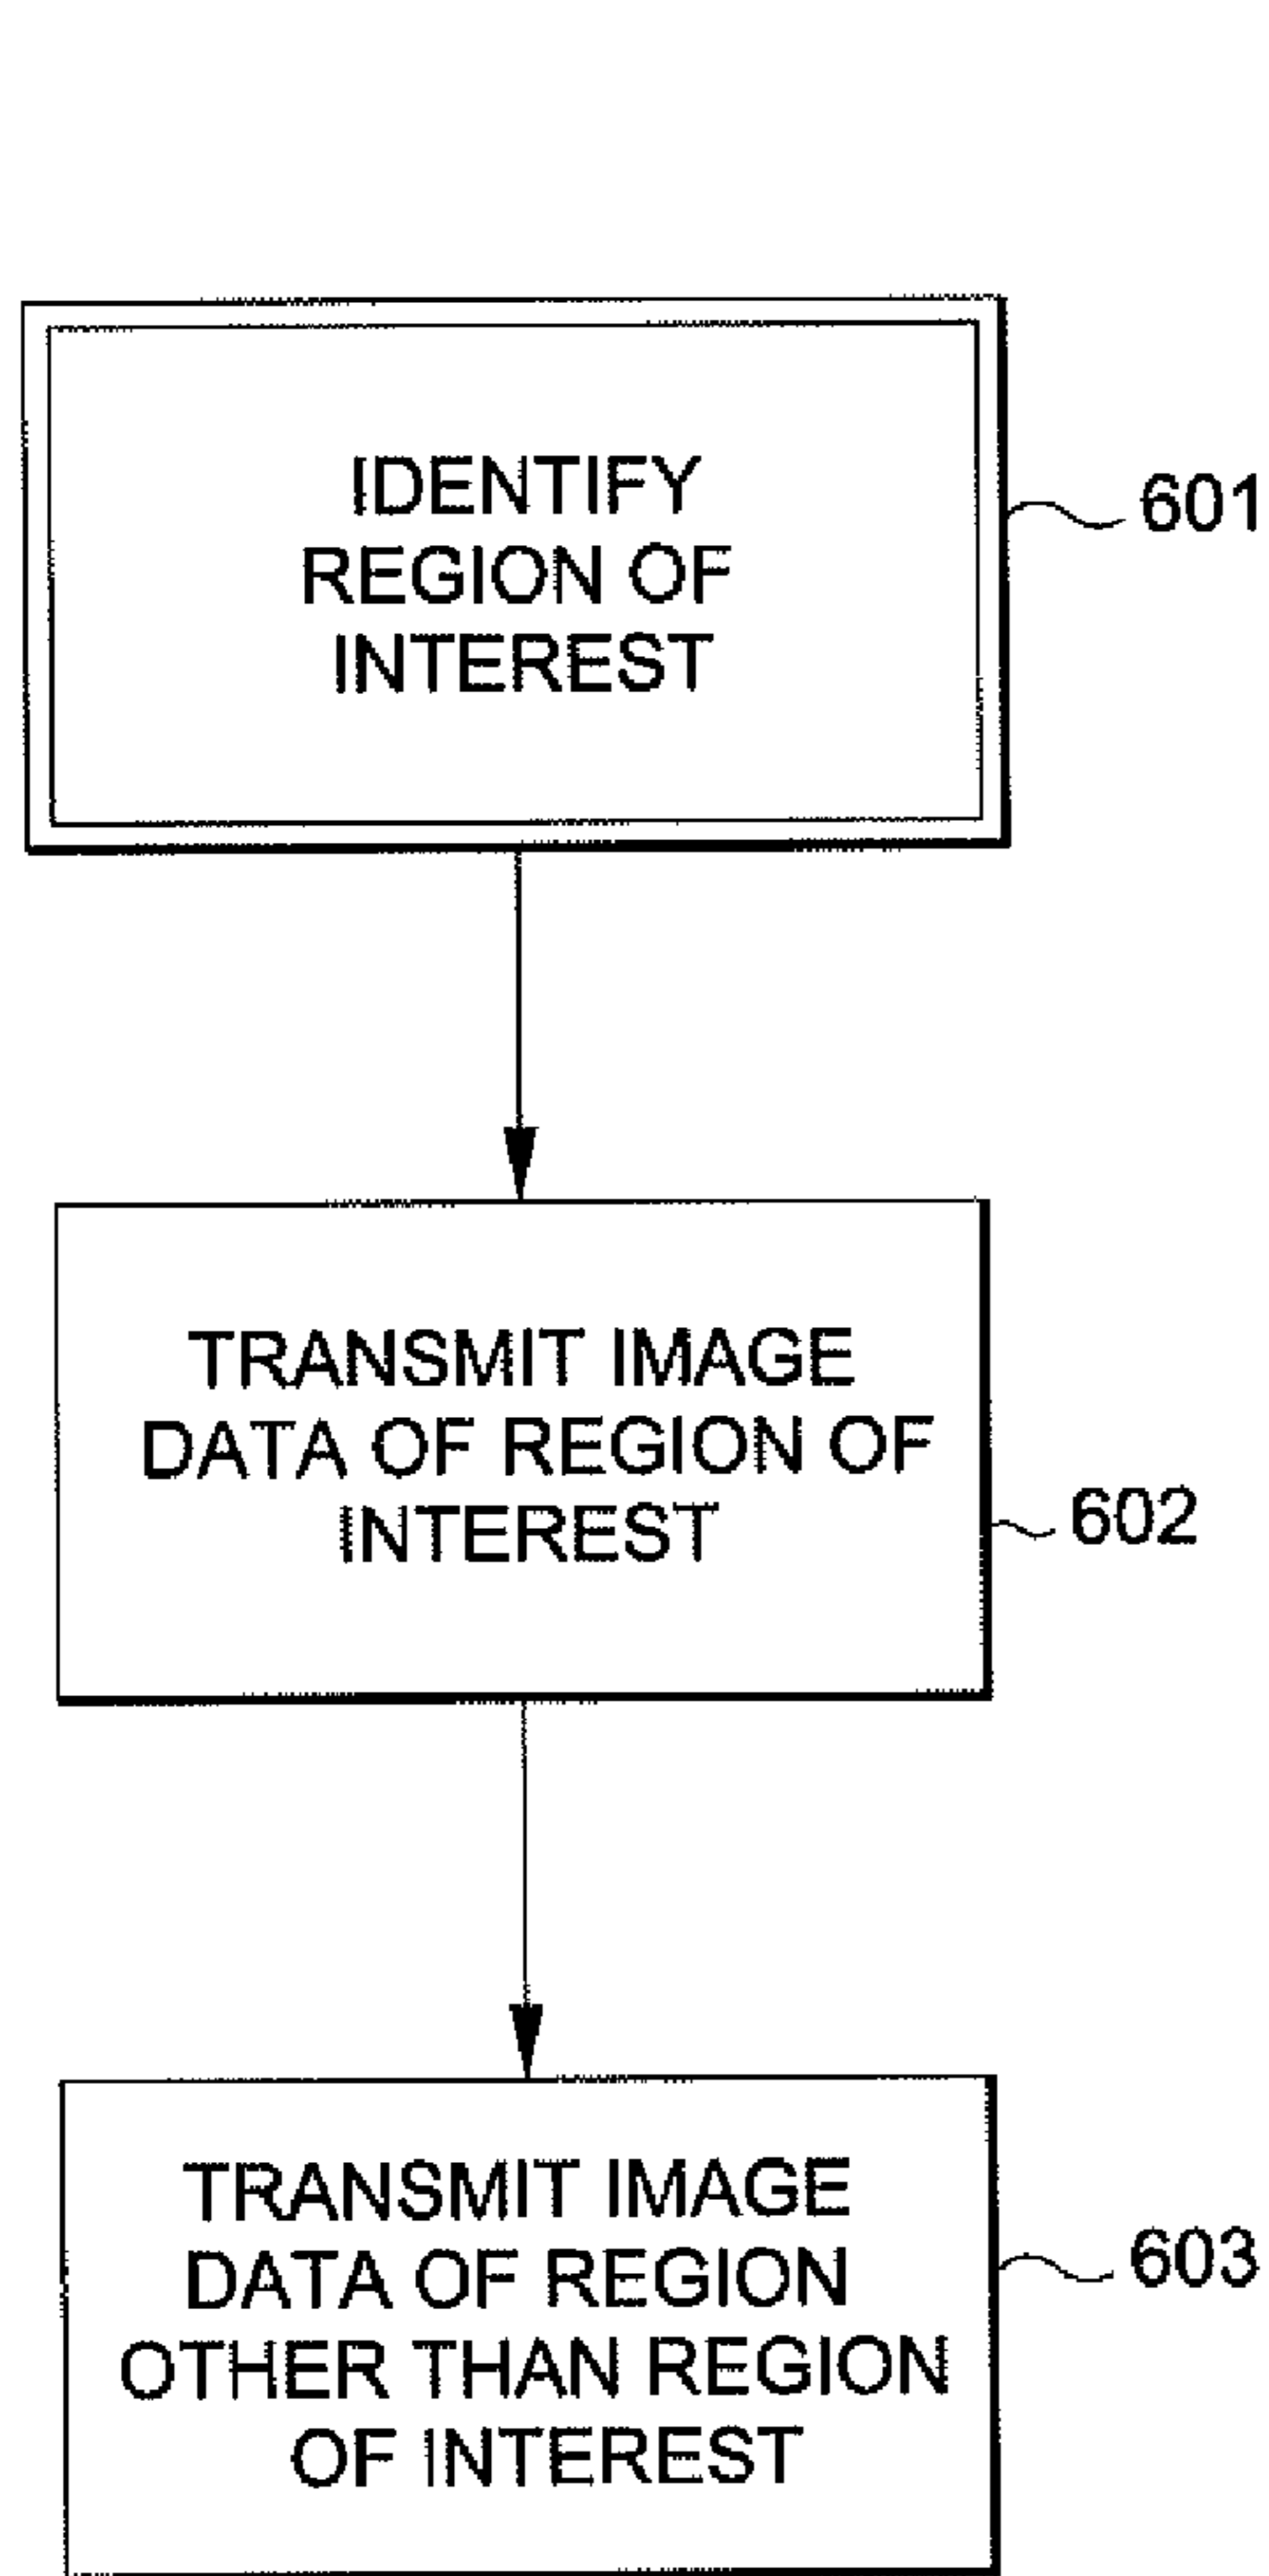 IDENTIFY
REGION OF
INTEREST
601
TRANSMIT IMAGE
DATA OF REGION OF
INTEREST
602
TRANSMIT IMAGE
DATA OF REGION
OTHER THAN REGION
OF INTEREST
603